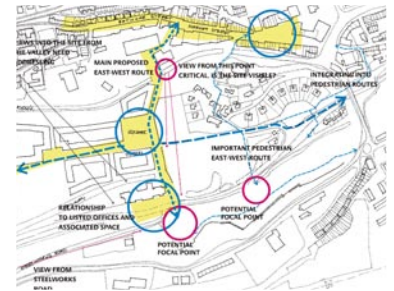 VIEWS INTO THE SITE FROM
THE VALLEY NEED
ADDRESSING
MAIN PROPOSED
EAST-WEST ROUTE
VIEW FROM THIS POINT
CRITICAL. IS THE SITE VISIBLE?
INTEGRATING INTO
PEDESTRIAN ROUTES
SQUARE
IMPORTANT PEDESTRIAN
EAST-WEST ROUTE
RELATIONSHIP
TO LISTED OFFICES AND
ASSOCIATED SPACE
POTENTIAL
FOCAL POINT
POTENTIAL
FOCAL POINT
VIEW FROM
STEELWORKS
ROAD